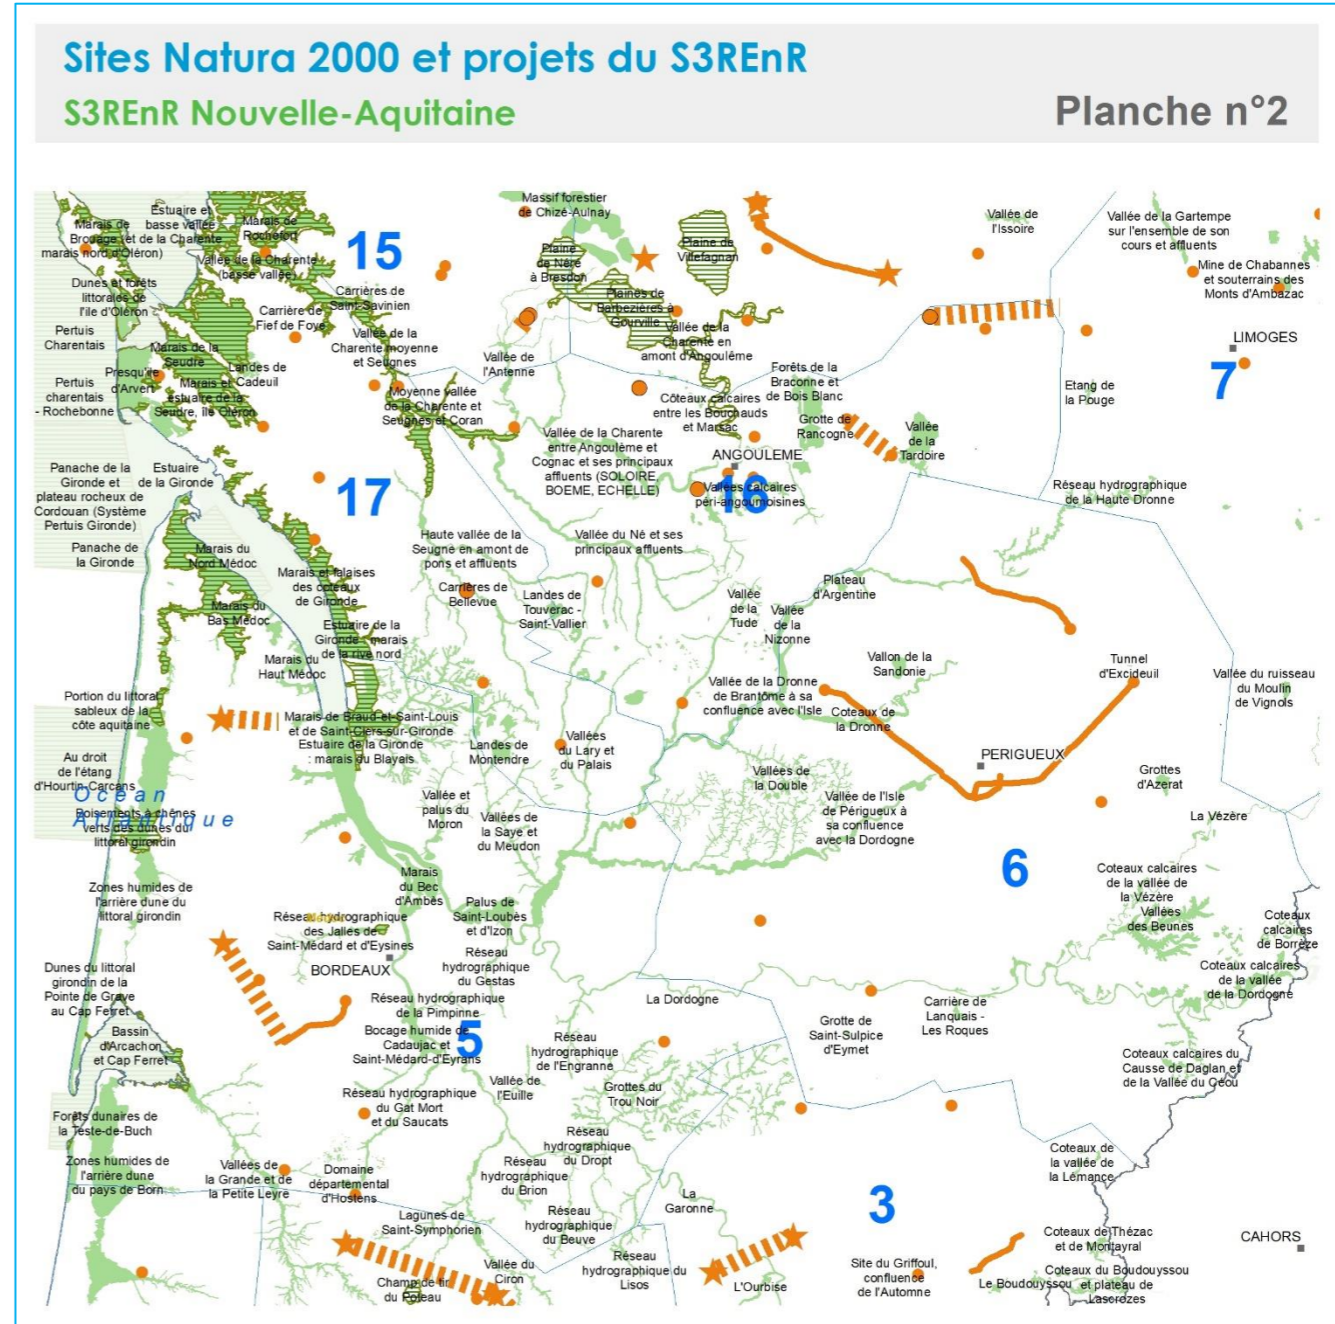 Sites Natura 2000 et projets du S3REnR
S3REnR Nouvelle-Aquitaine
Planche n°2
Massif forestier
de Chizé-Aulnay
Estuaire et
basse vallée
de la Charente
Marais de
Brouage (et
marais nord d'Oléron)
Marais de
Rochefort
15
Vallée de la Charente
(basse vallée)
Plaine
de Néré
à Bresdon
Plaine de
Villefagnan
Vallée de
l'Issoire
Vallée de la Gartempe
sur l'ensemble de son
cours et affluents
Mine de Chabannes
et souterrains des
Monts d'Ambazac
Dunes et forêts
littorales de
l'île d'Oléron
Carrières de
Saint-Savinien
Carrière de
Fief de Foye
Plaines de
Barbezières à
Gourville
Pertuis
Charentais
Marais de la
Seudre
Vallée de la
Charente moyenne
et Seugnes
Vallée de
l'Antenne
Vallée de la
Charente en
amont d'Angoulême
LIMOGES
7
Presqu'île
d'Arvert
Landes de
Cadeuil
Pertuis
charentais
- Rochebonne
Marais et
estuaire de la
Seudre, île Oléron
Moyenne vallée
de la Charente et
Seugnes et Coran
Forêts de la
Braconne et
de Bois Blanc
Etang de
la Pouge
Côteaux calcaires
entre les Bouchauds
et Marsac
Grotte de
Rancogne
Vallée
de la
Tardoire
Vallée de la Charente
entre Angoulême et
Cognac et ses principaux
affluents (SOLOIRE,
BOEME, ECHELLE)
ANGOULEME
16
Vallées calcaires
péri-angoumoisines
Panache de la
Gironde et
plateau rocheux de
Cordouan (Système
Pertuis Gironde)
Estuaire
de la Gironde
17
Réseau hydrographique
de la Haute Dronne
Panache de
la Gironde
Marais du
Nord Médoc
Haute vallée de la
Seugne en amont de
pons et affluents
Vallée du Né et ses
principaux affluents
Marais et falaises
des coteaux
de Gironde
Carrières de
Bellevue
Landes de
Touverac -
Saint-Vallier
Vallée
de la
Tude
Plateau
d'Argentine
Vallée
de la
Nizonne
Marais du
Bas Médoc
Estuaire de la
Gironde : marais
de la rive nord
Marais du
Haut Médoc
Vallon de la
Sandonie
Tunnel
d'Excideuil
Vallée du ruisseau
du Moulin
de Vignols
Portion du littoral
sableux de la
côte aquitaine
Vallée de la Dronne
de Brantôme à sa
confluence avec l'Isle
Coteaux de
la Dronne
Marais de Braud-et-Saint-Louis
et de Saint-Ciers-sur-Gironde
Estuaire de la Gironde
: marais du Blayais
Landes de
Montendre
Vallées
du Lary et
du Palais
PERIGUEUX
Au droit
de l'étang
d'Hourtin-Carcans
Océan
Atlantique
Vallées de
la Double
Grottes
d'Azerat
Boisements à chênes
verts des dunes du
littoral girondin
Vallée et
palus du
Moron
Vallées de
la Saye et
du Meudon
Vallée de l'Isle
de Périgueux à
sa confluence
avec la Dordogne
La Vézère
6
Zones humides de
l'arrière dune du
littoral girondin
Marais
du Bec
d'Ambès
Palus de
Saint-Loubès
et d'Izon
Coteaux calcaires
de la vallée de
la Vézère
Vallées
des Beunes
Coteaux
calcaires
de Borrèze
Réseau hydrographique
des Jalles de
Saint-Médard et d'Eysines
BORDEAUX
Réseau
hydrographique
du Gestas
Dunes du littoral
girondin de la
Pointe de Grave
au Cap Ferret
Coteaux calcaires
de la vallée
de la Dordogne
Réseau hydrographique
de la Pimpinne
La Dordogne
Carrière de
Lanquais -
Les Roques
Bassin
d'Arcachon
et Cap Ferret
Bocage humide de
Cadaujac et
Saint-Médard-d'Eyrans
5
Réseau
hydrographique
de l'Engranne
Grotte de
Saint-Sulpice
d'Eymet
Coteaux calcaires du
Causse de Daglan et
de la Vallée du Céou
Vallée de
l'Euille
Grottes du
Trou Noir
Réseau hydrographique
du Gat Mort
et du Saucats
Forêts dunaires de
la Teste-de-Buch
Réseau
hydrographique
du Dropt
Zones humides de
l'arrière dune
du pays de Born
Vallées de
la Grande et de
la Petite Leyre
Domaine
départemental
d'Hostens
Réseau
hydrographique
du Brion
Coteaux de
la vallée de
la Lémance
La
Garonne
3
Lagunes de
Saint-Symphorien
Réseau
hydrographique
du Beuve
Coteaux de Thézac
et de Montayral
CAHORS
Vallée du
Ciron
Réseau
hydrographique du
Lisos
Site du Griffoul,
confluence
de l'Automne
Champ de tir
du Poteau
L'Ourbise
Le Boudouyssou
Coteaux du Boudouyssou
et plateau de
Lascrozes